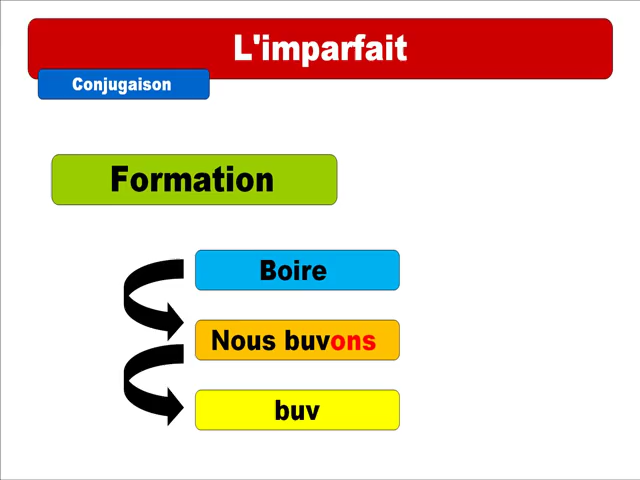 L'imparfait
Conjugaison
Formation
Boire
Nous buvons
buv